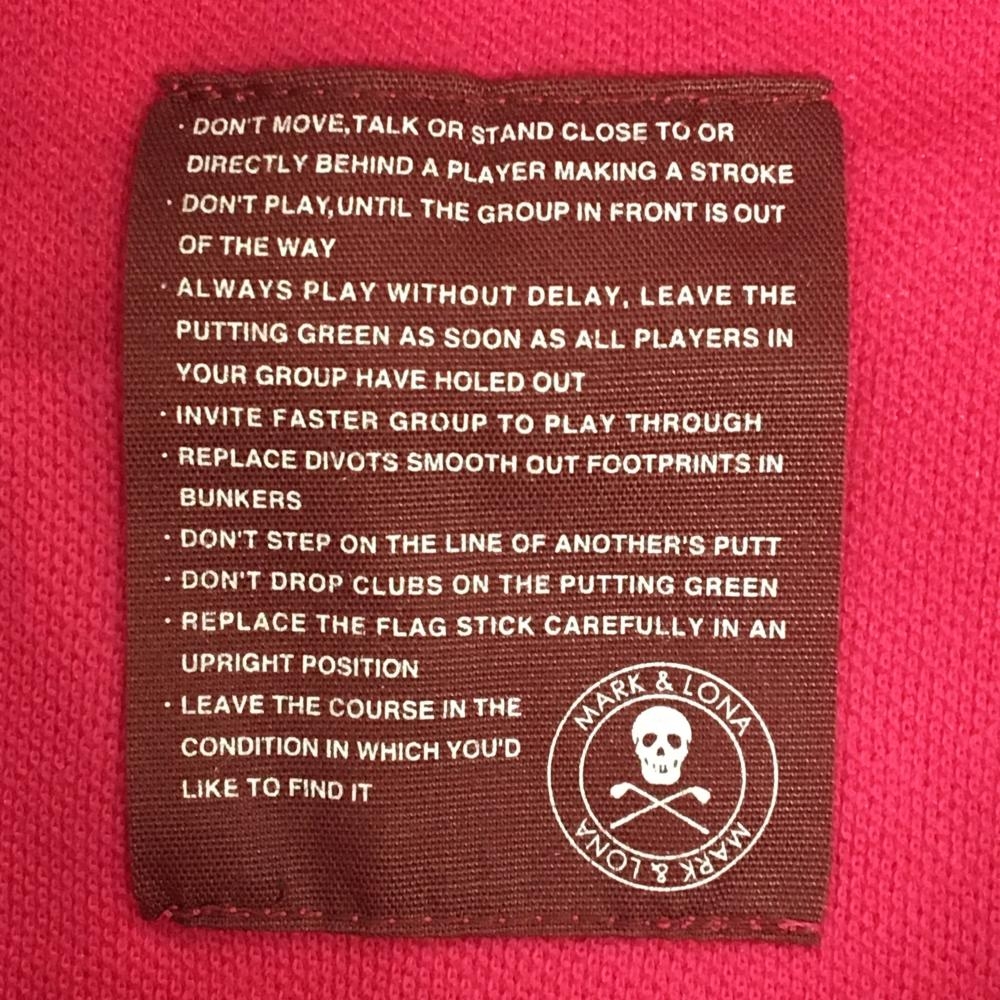 · DON'T MOVE,TALK OR STAND CLOSE TO OR
DIRECTLY BEHIND A PLAYER MAKING A STROKE
· DON'T PLAY,UNTIL THE GROUP IN FRONT IS OUT
OF THE WAY
· ALWAYS PLAY WITHOUT DELAY, LEAVE THE
PUTTING GREEN AS SOON AS ALL PLAYERS IN
YOUR GROUP HAVE HOLED OUT
· INVITE FASTER GROUP TO PLAY THROUGH
· REPLACE DIVOTS SMOOTH OUT FOOTPRINTS IN
BUNKERS
· DON'T STEP ON THE LINE OF ANOTHER'S PUTT
· DON'T DROP CLUBS ON THE PUTTING GREEN
· REPLACE THE FLAG STICK CAREFULLY IN AN
UPRIGHT POSITION
· LEAVE THE COURSE IN THE
CONDITION IN WHICH YOU'D
LIKE TO FIND IT
MARK & LONA
MARK & LONA